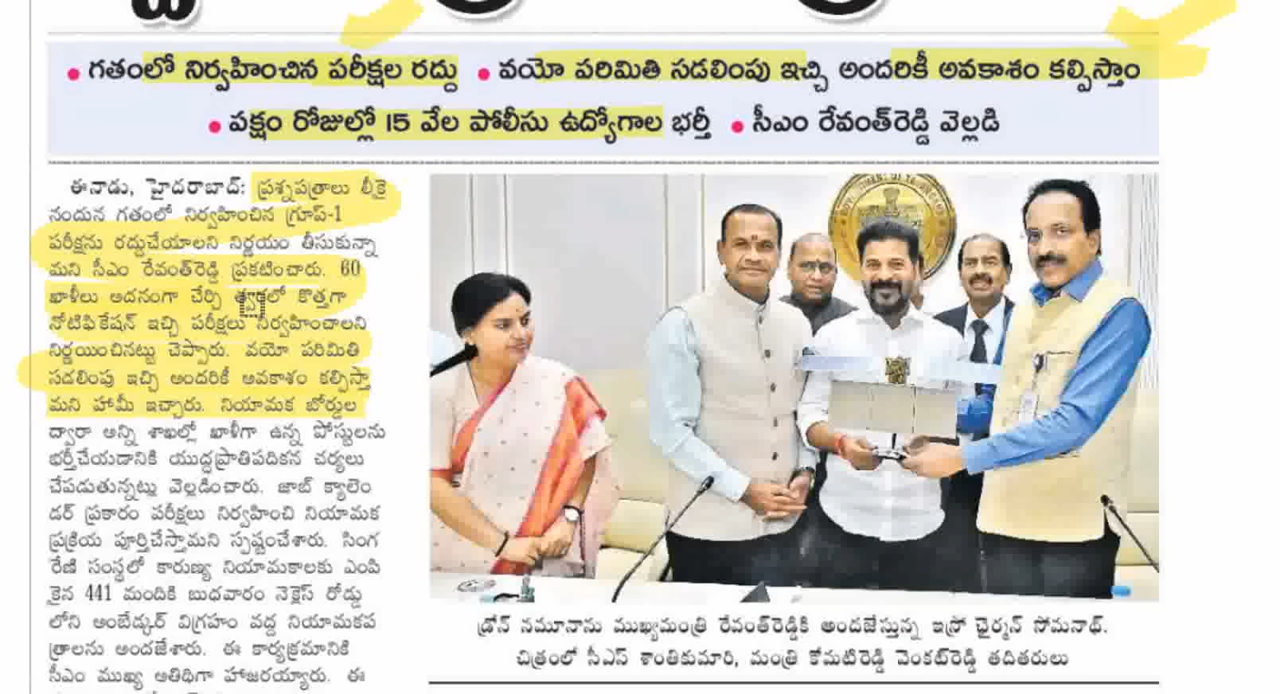 • గతంలో నిర్వహించిన పరీక్షల రద్దు • వయో పరిమితి సడలింపు ఇచ్చి అందరికీ అవకాశం కల్పిస్తాం
• పక్షం రోజుల్లో 15 వేల పోలీసు ఉద్యోగాల భర్తీ • సీఎం రేవంత్‌రెడ్డి వెల్లడి
ఈనాడు, హైదరాబాద్: ప్రశ్నపత్రాలు లీకై
నందున గతంలో నిర్వహించిన గ్రూప్-1
పరీక్షను రద్దుచేయాలని నిర్ణయం తీసుకున్నా
మని సీఎం రేవంత్‌రెడ్డి ప్రకటించారు. 60
ఖాళీలు అదనంగా చేర్చి త్వరలో కొత్తగా
నోటిఫికేషన్ ఇచ్చి పరీక్షలు నిర్వహించాలని
నిర్ణయించినట్టు చెప్పారు. వయో పరిమితి
సడలింపు ఇచ్చి అందరికీ అవకాశం కల్పిస్తా
మని హామీ ఇచ్చారు. నియామక బోర్డుల
ద్వారా అన్ని శాఖల్లో ఖాళీగా ఉన్న పోస్టులను
భర్తీచేయడానికి యుద్ధప్రాతిపదికన చర్యలు
చేపడుతున్నట్లు వెల్లడించారు. జాబ్ క్యాలెం
డర్ ప్రకారం పరీక్షలు నిర్వహించి నియామక
ప్రక్రియ పూర్తిచేస్తామని స్పష్టంచేశారు. సింగ
రేణి సంస్థలో కారుణ్య నియామకాలకు ఎంపి
కైన 441 మందికి బుధవారం నెక్లెస్ రోడ్డు
లోని అంబేడ్కర్ విగ్రహం వద్ద నియామకప
త్రాలను అందజేశారు. ఈ కార్యక్రమానికి
సీఎం ముఖ్య అతిథిగా హాజరయ్యారు. ఈ
డ్రోన్ నమూనాను ముఖ్యమంత్రి రేవంత్‌రెడ్డికి అందజేస్తున్న ఇస్రో ఛైర్మన్ సోమనాథ్.
చిత్రంలో సీఎస్ శాంతికుమారి, మంత్రి కోమటిరెడ్డి వెంకట్‌రెడ్డి తదితరులు